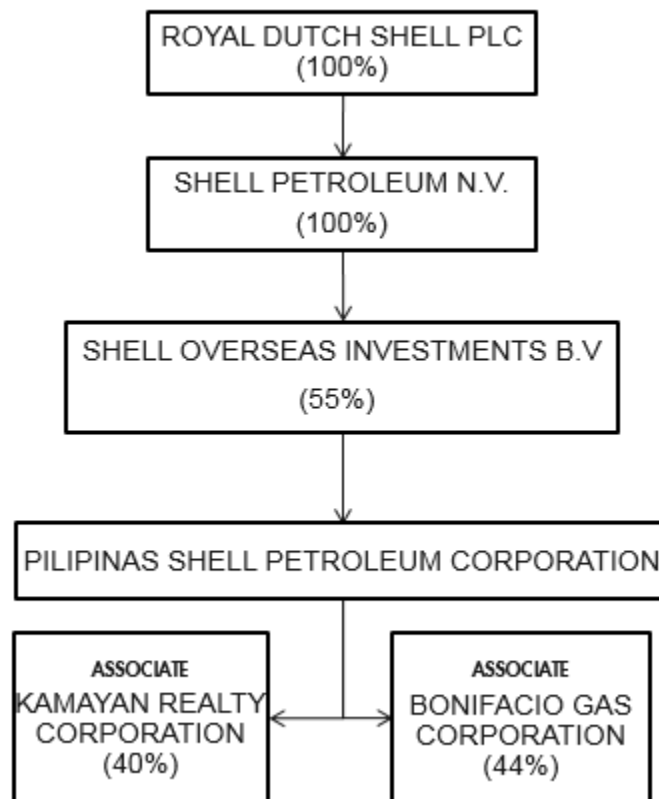 ROYAL DUTCH SHELL PLC
(100%)
SHELL PETROLEUM N.V.
(100%)
SHELL OVERSEAS INVESTMENTS B.V
(55%)
PILIPINAS SHELL PETROLEUM CORPORATION
ASSOCIATE
KAMAYAN REALTY
CORPORATION
(40%)
ASSOCIATE
BONIFACIO GAS
CORPORATION
(44%)